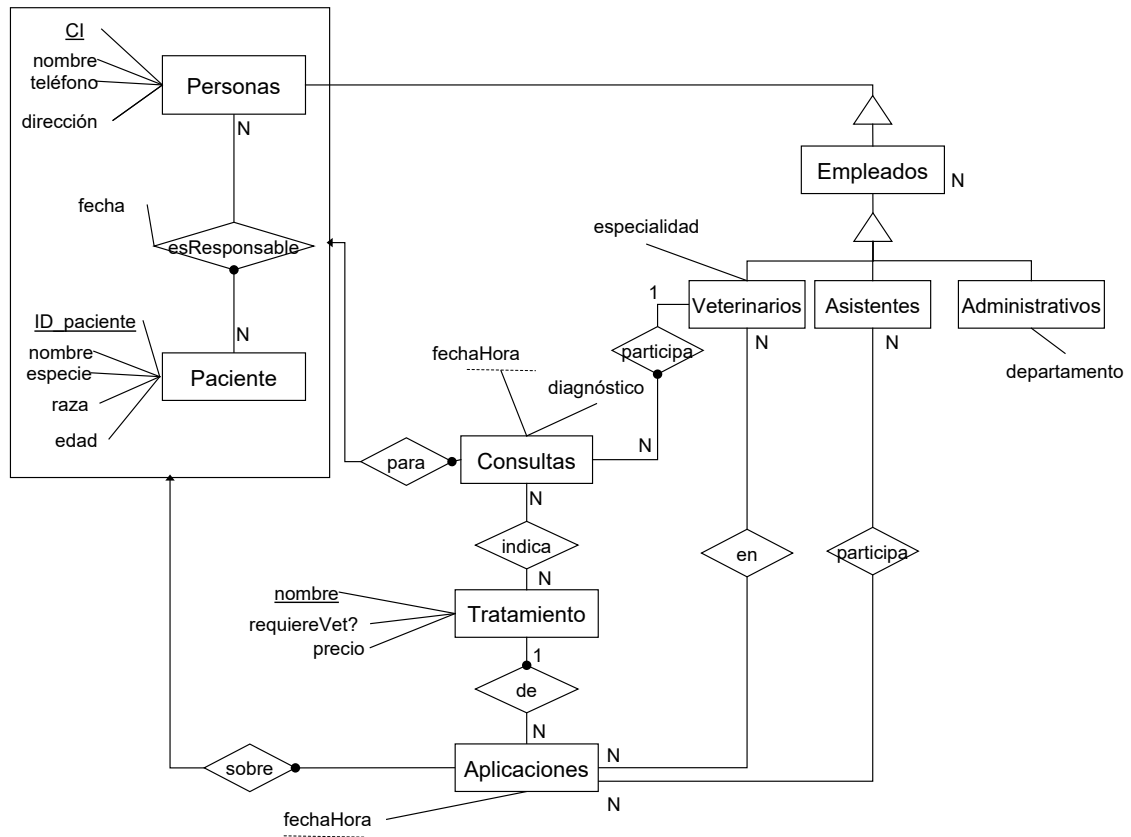 CI
nombre
teléfono
dirección
Personas
N
Empleados
N
fecha
esResponsable
especialidad
N
ID_paciente
nombre
especie
raza
edad
Paciente
1
Veterinarios
N
Asistentes
N
Administrativos
departamento
participa
fechaHora
diagnóstico
N
para
Consultas
N
indica
N
en
participa
nombre
requiereVet?
precio
Tratamiento
1
de
N
sobre
Aplicaciones
N
N
fechaHora